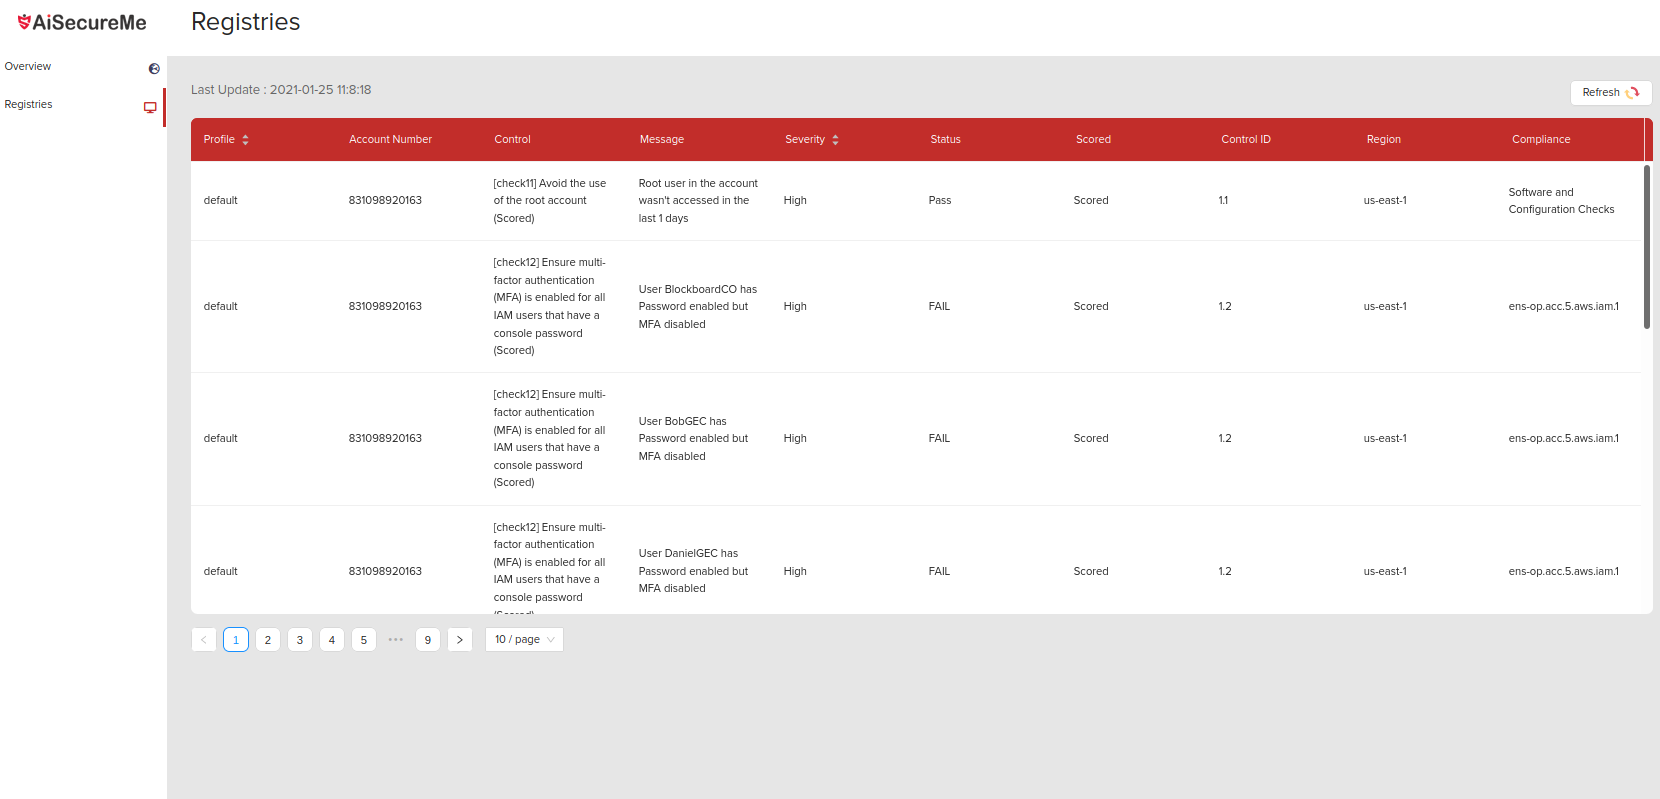 AiSecureMe
Registries
Overview
Registries
Last Update : 2021-01-25 11:8:18
Refresh
Profile Account Number Control Message Severity Status Scored Control ID Region Compliance
default
831098920163
[check11] Avoid the use
of the root account
(Scored)
Root user in the account
wasn't accessed in the
last 1 days
High
Pass
Scored
1.1
us-east-1
Software and
Configuration Checks
default
831098920163
[check12] Ensure multi-
factor authentication
(MFA) is enabled for all
IAM users that have a
console password
(Scored)
User BlockboardCO has
Password enabled but
MFA disabled
High
FAIL
Scored
1.2
us-east-1
ens-op.acc.5.aws.iam.1
default
831098920163
[check12] Ensure multi-
factor authentication
(MFA) is enabled for all
IAM users that have a
console password
(Scored)
User BobGEC has
Password enabled but
MFA disabled
High
FAIL
Scored
1.2
us-east-1
ens-op.acc.5.aws.iam.1
default
831098920163
[check12] Ensure multi-
factor authentication
(MFA) is enabled for all
IAM users that have a
console password
(Scored)
User DanielGEC has
Password enabled but
MFA disabled
High
FAIL
Scored
1.2
us-east-1
ens-op.acc.5.aws.iam.1
< 1 2 3 4 5 ••• 9 > 10 / page